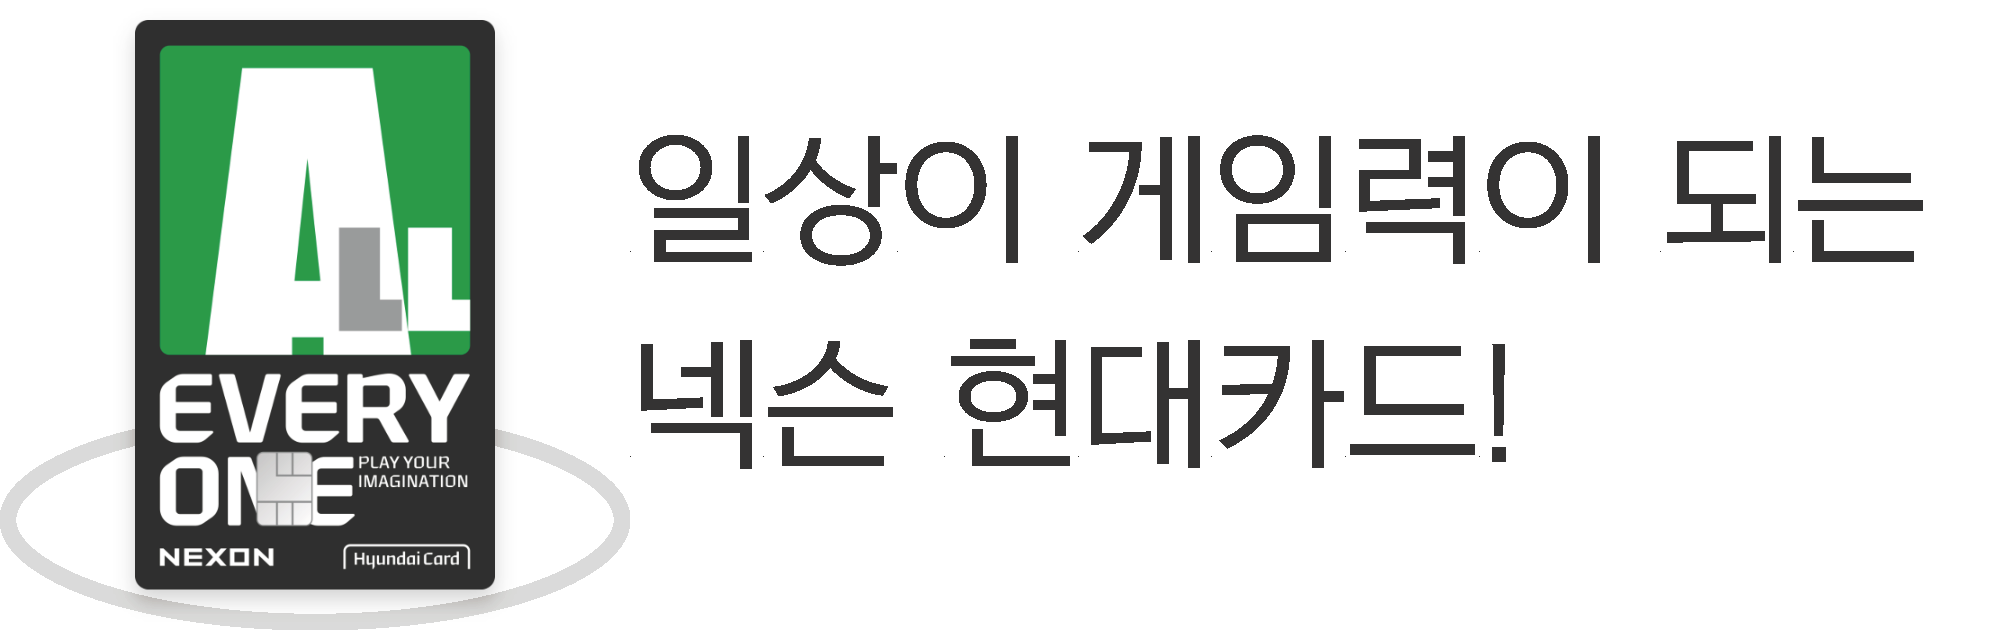 ALL
EVERY
ONE
PLAY YOUR
IMAGINATION
NEXON
Hyundai Card
일상이 게임력이 되는
넥슨 현대카드!